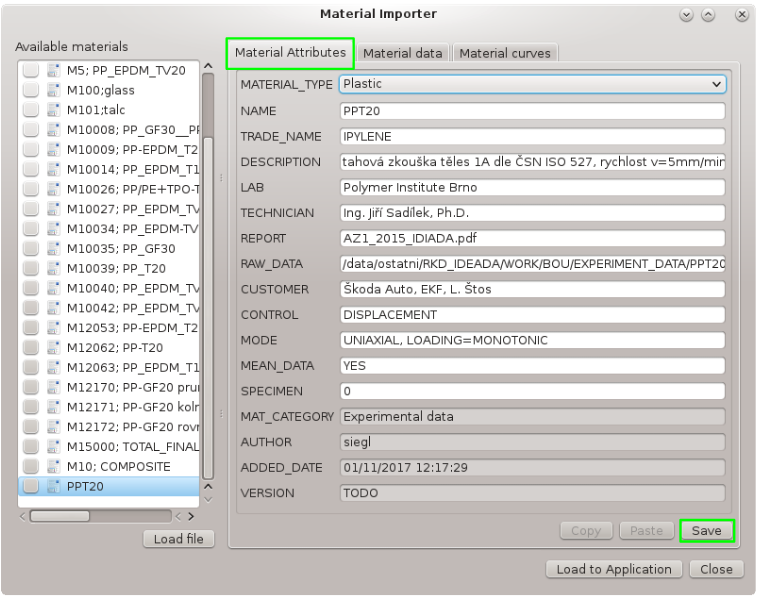 Material Importer
Available materials
M5; PP_EPDM_TV20
M100;glass
M101;talc
M10008; PP_GF30__PI
M10009; PP-EPDM_T2
M10014; PP_EPDM_T1
M10026; PP/PE+TPO-T
M10027; PP_EPDM_TV
M10034; PP_EPDM-TV
M10035; PP_GF30
M10039; PP_T20
M10040; PP_EPDM_TV
M10042; PP_EPDM_TV
M12053; PP-EPDM_T2
M12062; PP-T20
M12063; PP_EPDM_T1
M12170; PP-GF20 prui
M12171; PP-GF20 kolr
M12172; PP-GF20 rovr
M15000; TOTAL_FINAL
M10; COMPOSITE
PPT20
Load file
Material Attributes Material data Material curves
MATERIAL_TYPE Plastic
NAME PPT20
TRADE_NAME IPYLENE
DESCRIPTION tahová zkouška těles 1A dle ČSN ISO 527, rychlost v=5mm/mir
LAB Polymer Institute Brno
TECHNICIAN Ing. Jiří Sadílek, Ph.D.
REPORT AZ1_2015_IDIADA.pdf
RAW_DATA /data/ostatni/RKD_IDEADA/WORK/BOU/EXPERIMENT_DATA/PPT20
CUSTOMER Škoda Auto, EKF, L. Štos
CONTROL DISPLACEMENT
MODE UNIAXIAL, LOADING=MONOTONIC
MEAN_DATA YES
SPECIMEN 0
MAT_CATEGORY Experimental data
AUTHOR siegl
ADDED_DATE 01/11/2017 12:17:29
VERSION TODO
Copy Paste Save
Load to Application Close